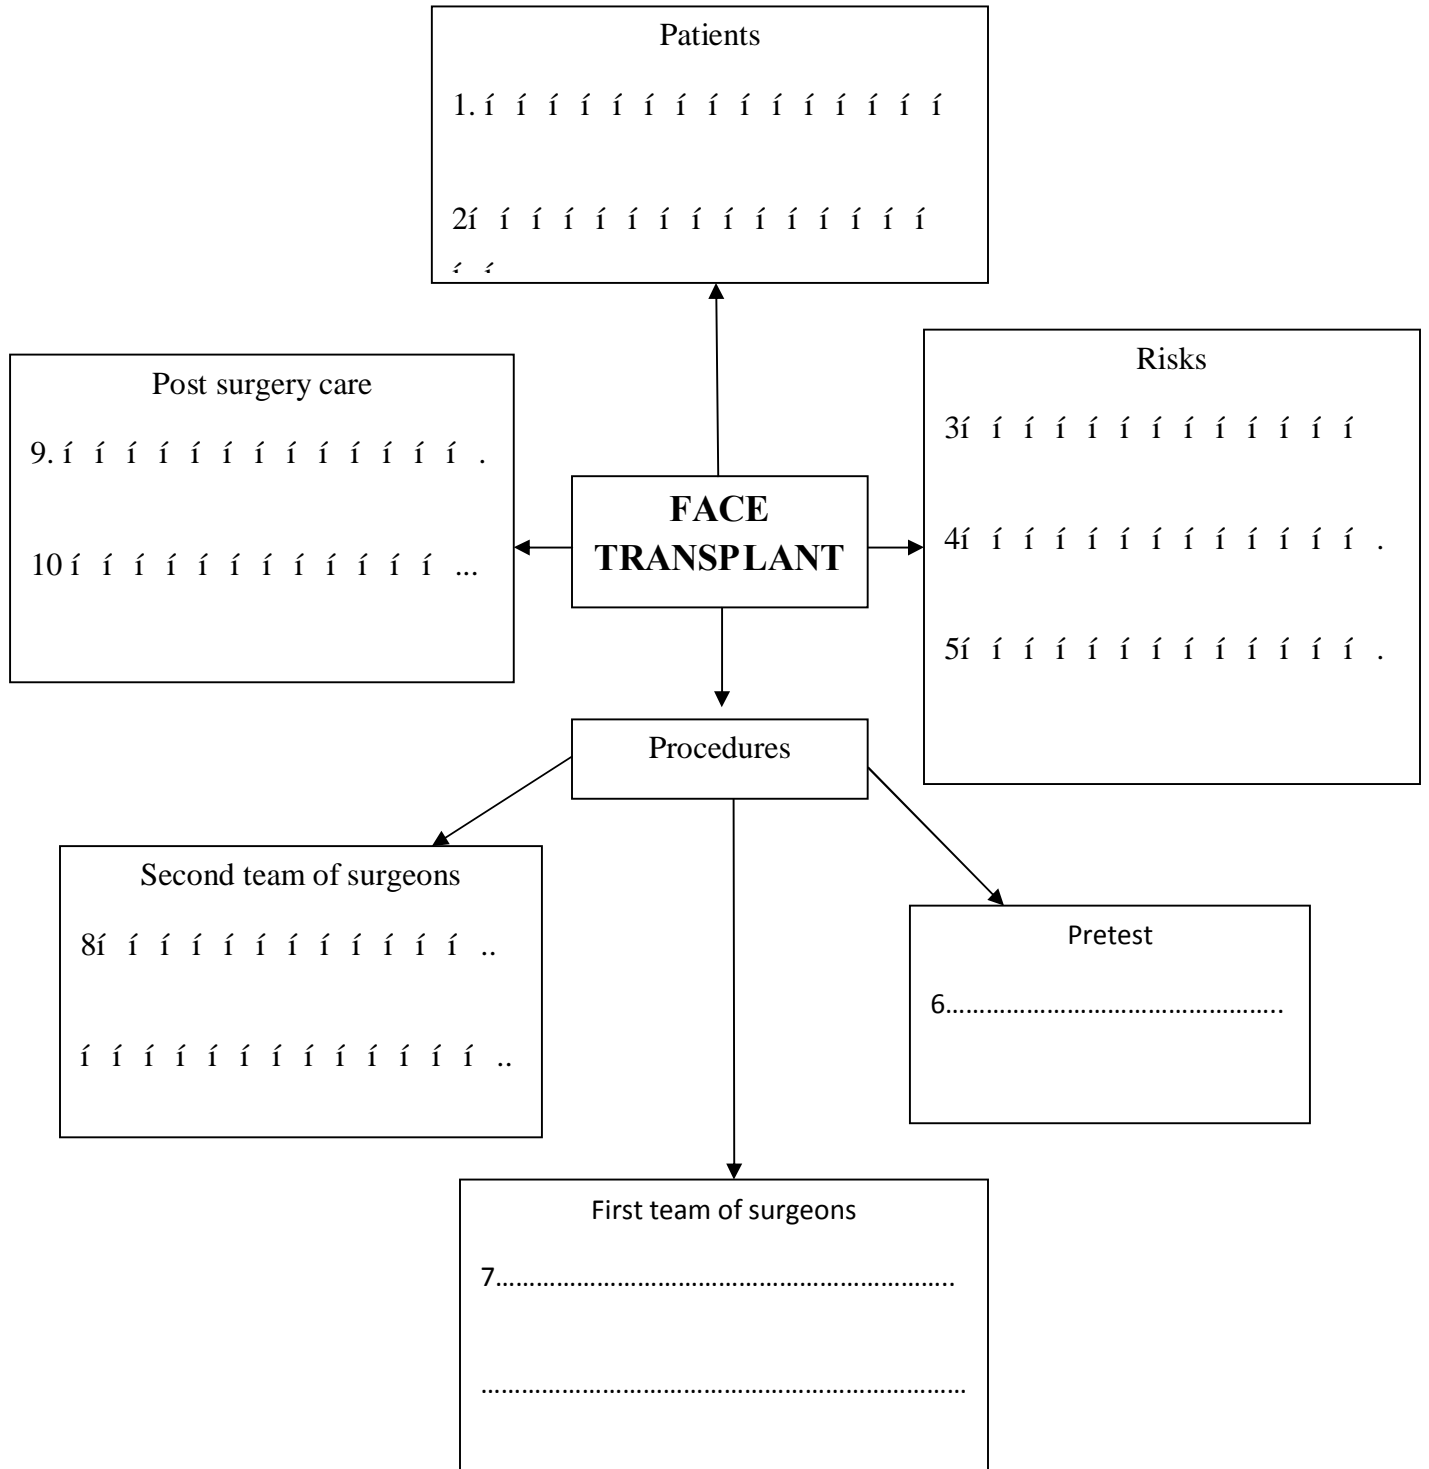 Patients
1. í í í í í í í í í í í í í í í
2í í í í í í í í í í í í í í í
í í
Risks
3í í í í í í í í í í í í í
4í í í í í í í í í í í í í .
5í í í í í í í í í í í í í .
Post surgery care
9. í í í í í í í í í í í í í .
10 í í í í í í í í í í í í ...
FACE
TRANSPLANT
Procedures
Second team of surgeons
8í í í í í í í í í í í í ..
í í í í í í í í í í í í í ..
Pretest
6…………………………………………..
First team of surgeons
7…………………………………………………………..
………………………………………………………………